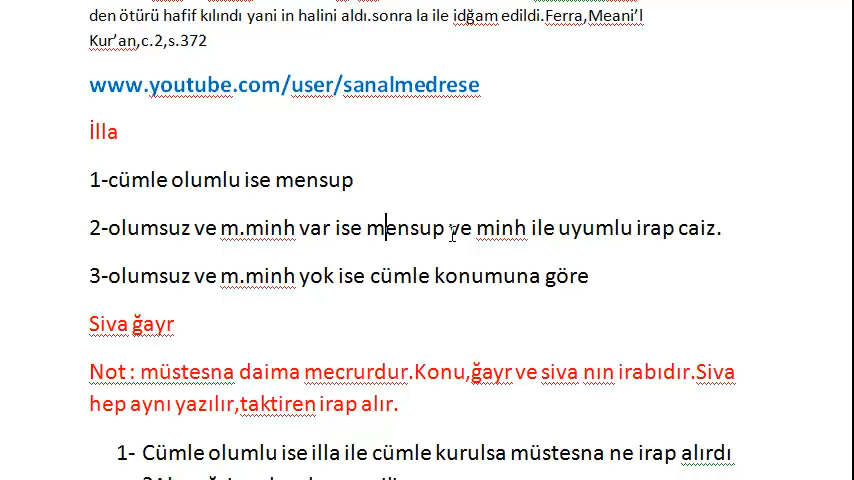 den ötürü hafif kılındı yani in halini aldı.sonra la ile idğam edildi.Ferra,Meani’l
Kur’an,c.2,s.372
www.youtube.com/user/sanalmedrese
İlla
1-cümle olumlu ise mensup
2-olumsuz ve m.minh var ise mensup ve minh ile uyumlu irap caiz.
3-olumsuz ve m.minh yok ise cümle konumuna göre
Siva ğayr
Not : müstesna daima mecrurdur.Konu,ğayr ve siva nın irabıdır.Siva
hep aynı yazılır,taktiren irap alır.
1- Cümle olumlu ise illa ile cümle kurulsa müstesna ne irap alırdı